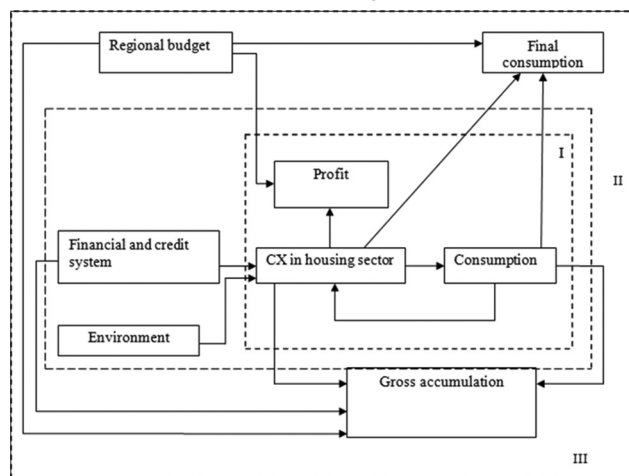 Regional budget
Final
consumption
I
II
Profit
Financial and credit
system
CX in housing sector
Consumption
Environment
Gross accumulation
III